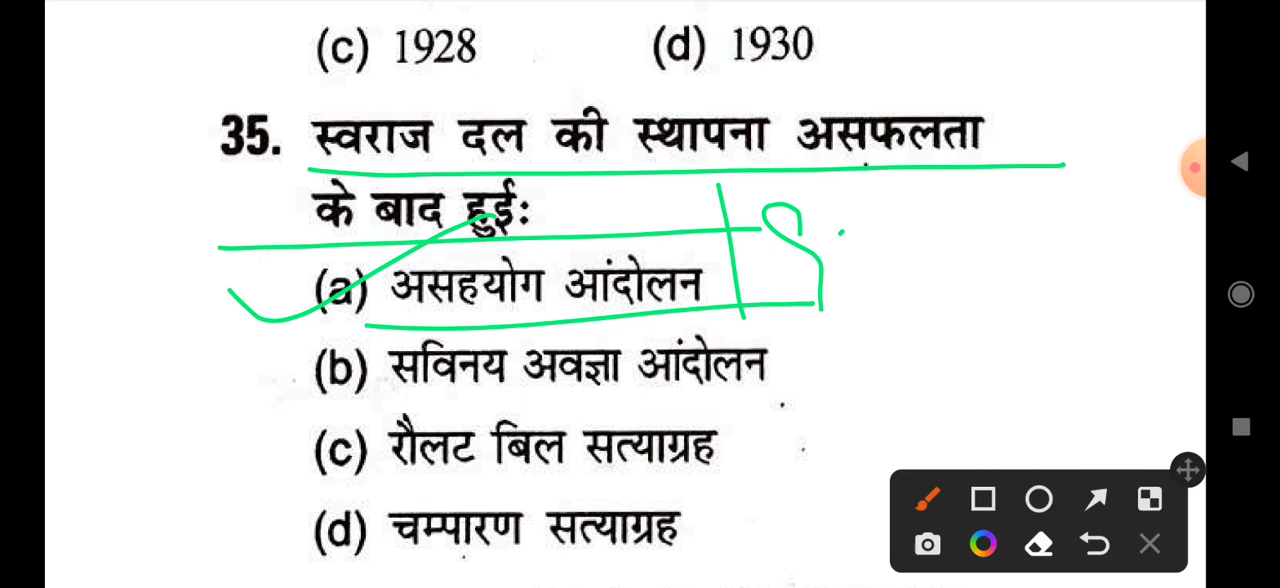 (c) 1928 (d) 1930
35. स्वराज दल की स्थापना असफलता
के बाद हुईः
(a) असहयोग आंदोलन
(b) सविनय अवज्ञा आंदोलन
(c) रौलट बिल सत्याग्रह
(d) चम्पारण सत्याग्रह